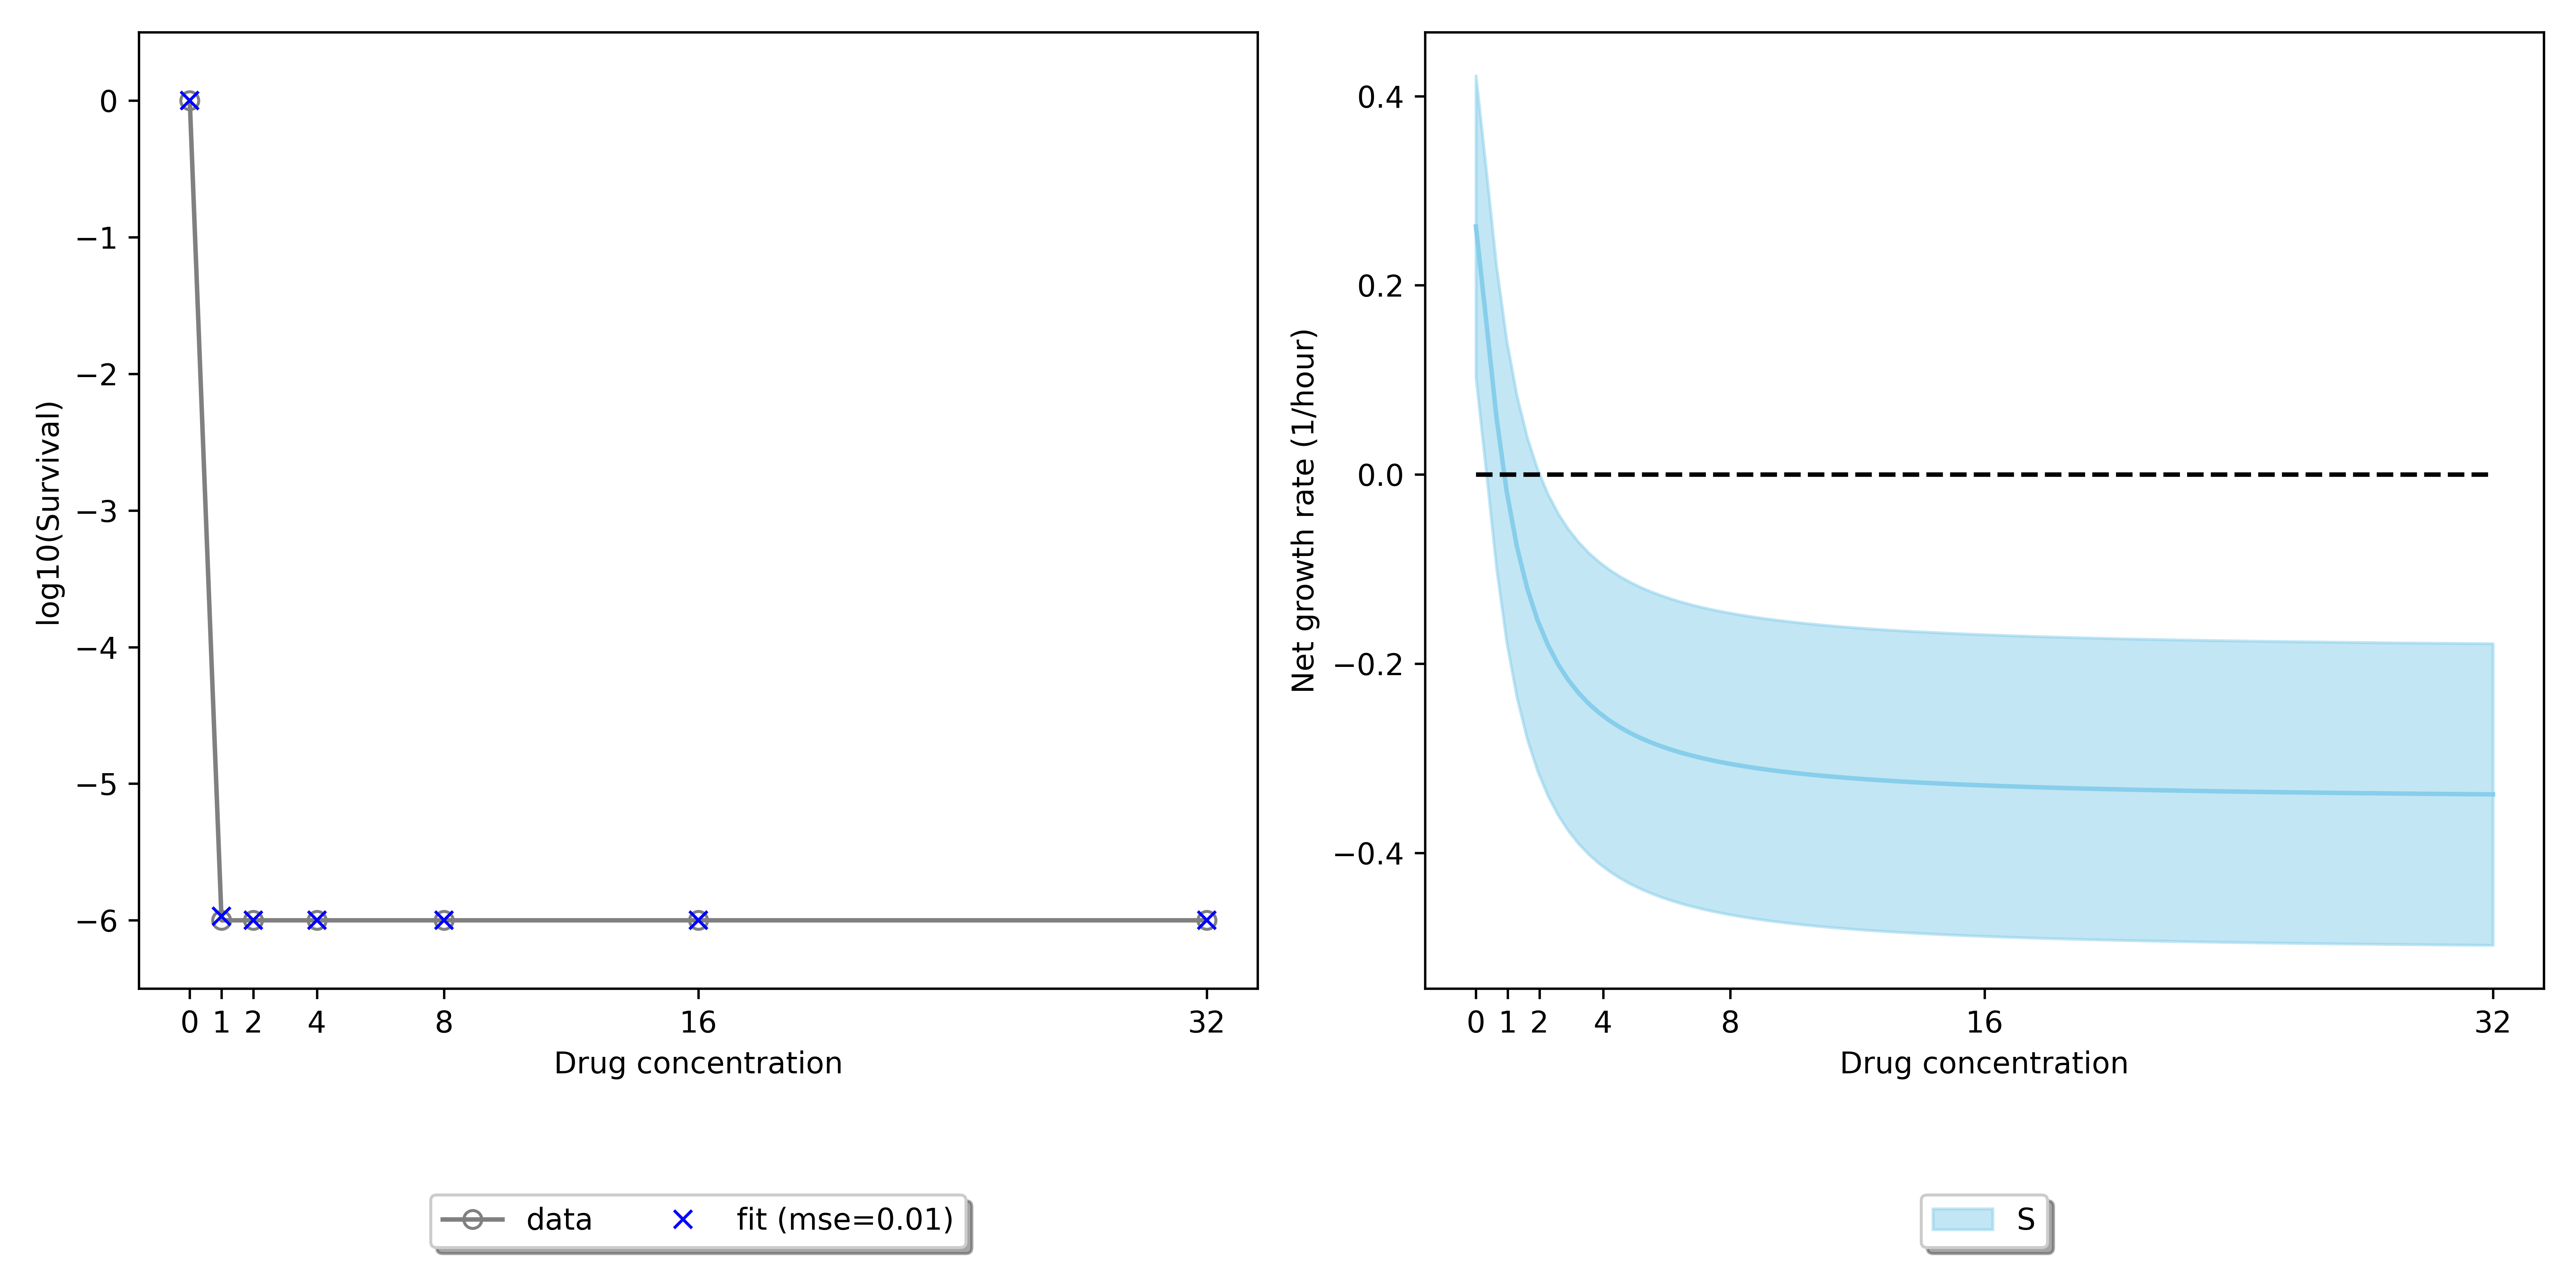 0
−1
−2
−3
−4
−5
−6
log10(Survival)
0 1 2 4 8 16 32
Drug concentration
data fit (mse=0.01)
0.4
0.2
0.0
−0.2
−0.4
Net growth rate (1/hour)
0 1 2 4 8 16 32
Drug concentration
S